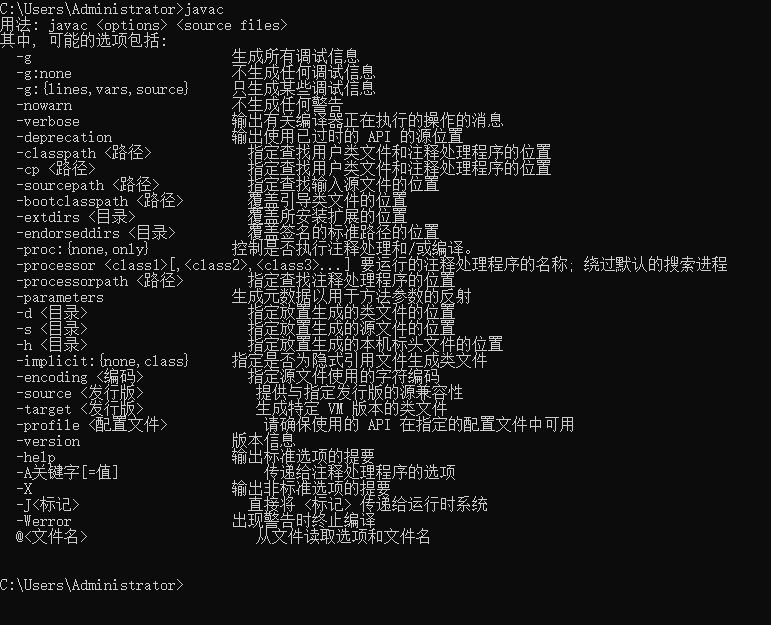 C:\Users\Administrator>javac
用法: javac <options> <source files>
其中, 可能的选项包括:
-g 生成所有调试信息
-g:none 不生成任何调试信息
-g:{lines,vars,source} 只生成某些调试信息
-nowarn 不生成任何警告
-verbose 输出有关编译器正在执行的操作的消息
-deprecation 输出使用已过时的 API 的源位置
-classpath <路径> 指定查找用户类文件和注释处理程序的位置
-cp <路径> 指定查找用户类文件和注释处理程序的位置
-sourcepath <路径> 指定查找输入源文件的位置
-bootclasspath <路径> 覆盖引导类文件的位置
-extdirs <目录> 覆盖所安装扩展的位置
-endorseddirs <目录> 覆盖签名的标准路径的位置
-proc:{none,only} 控制是否执行注释处理和/或编译。
-processor <class1>[,<class2>,<class3>...] 要运行的注释处理程序的名称; 绕过默认的搜索进程
-processorpath <路径> 指定查找注释处理程序的位置
-parameters 生成元数据以用于方法参数的反射
-d <目录> 指定放置生成的类文件的位置
-s <目录> 指定放置生成的源文件的位置
-h <目录> 指定放置生成的本机标头文件的位置
-implicit:{none,class} 指定是否为隐式引用文件生成类文件
-encoding <编码> 指定源文件使用的字符编码
-source <发行版> 提供与指定发行版的源兼容性
-target <发行版> 生成特定 VM 版本的类文件
-profile <配置文件> 请确保使用的 API 在指定的配置文件中可用
-version 版本信息
-help 输出标准选项的提要
-A关键字[=值] 传递给注释处理程序的选项
-X 输出非标准选项的提要
-J<标记> 直接将 <标记> 传递给运行时系统
-Werror 出现警告时终止编译
@<文件名> 从文件读取选项和文件名
C:\Users\Administrator>